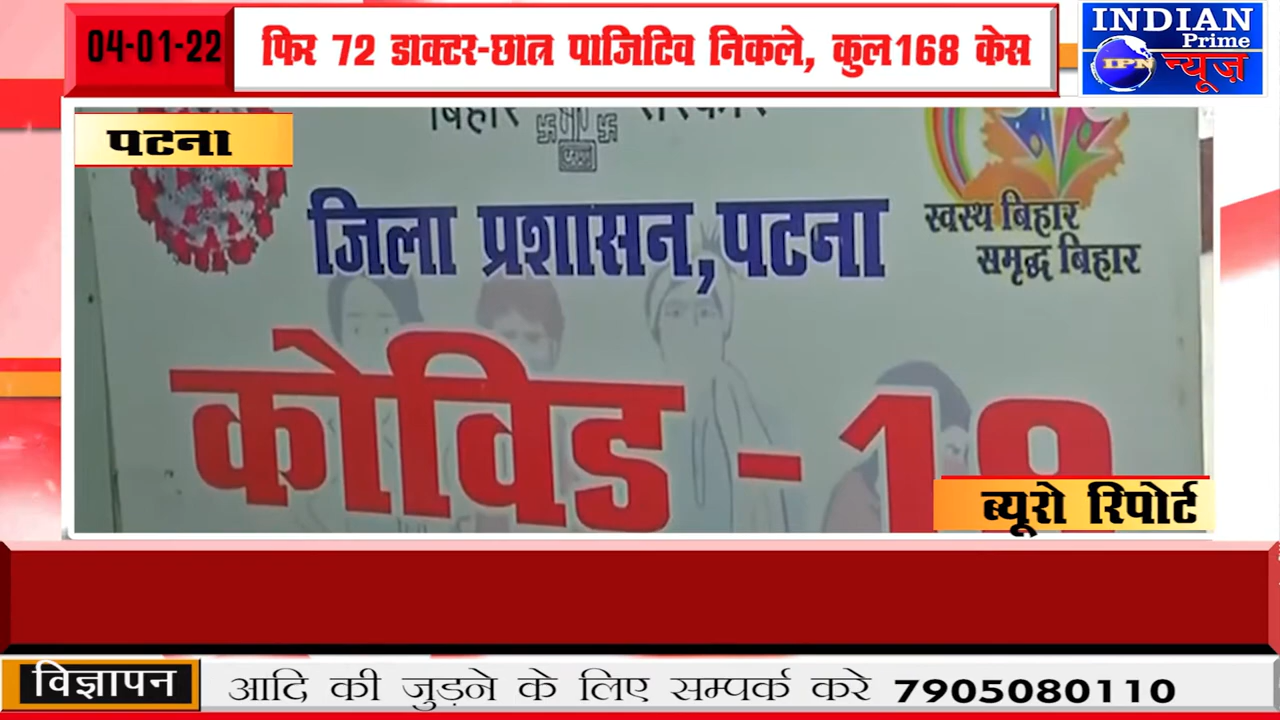 04-01-22
फिर 72 डाक्टर-छात्र पाजिटिव निकले, कुल168 केस
INDIAN
Prime
IPN न्यूज़
पटना
बिहार सरकार
जिला प्रशासन,पटना
स्वस्थ बिहार
समृद्ध बिहार
कोविड - 19
ब्यूरो रिपोर्ट
विज्ञापन
आदि की जुड़ने के लिए सम्पर्क करे 7905080110